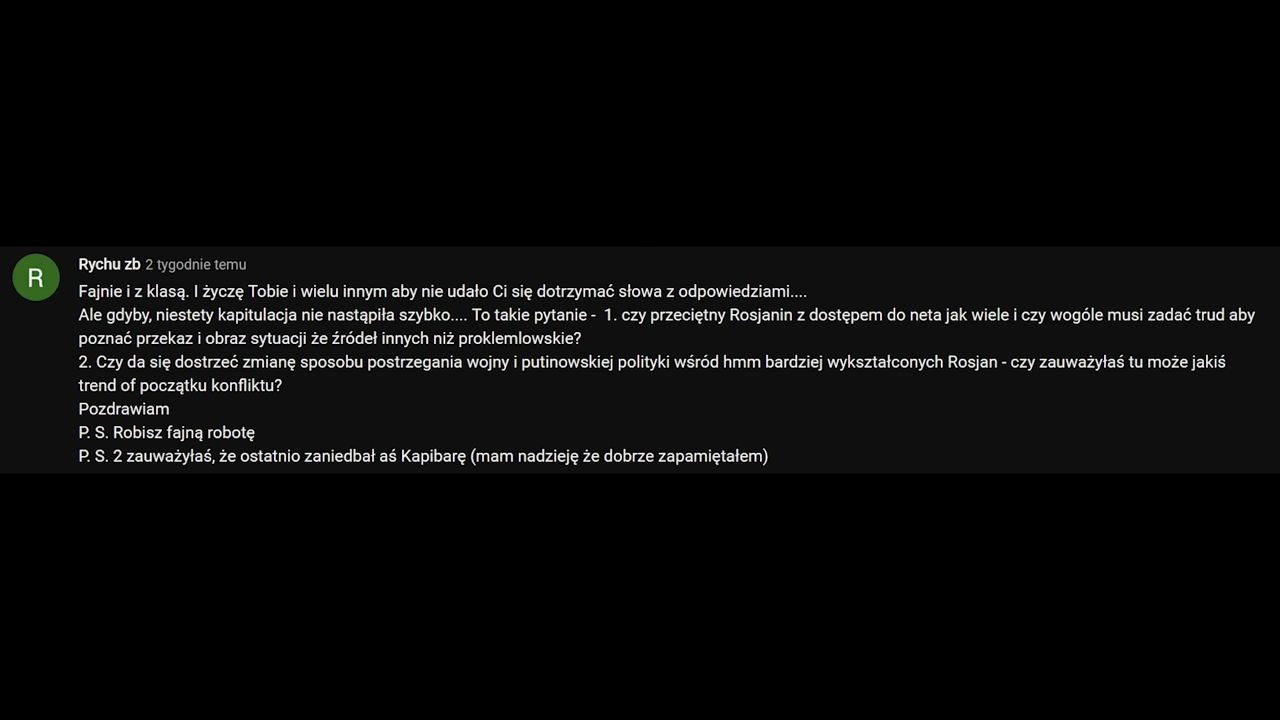 R
Rychu zb 2 tygodnie temu
Fajnie i z klasą. I życzę Tobie i wielu innym aby nie udało Ci się dotrzymać słowa z odpowiedziami....
Ale gdyby, niestety kapitulacja nie nastąpiła szybko.... To takie pytanie - 1. czy przeciętny Rosjanin z dostępem do neta jak wiele i czy wogóle musi zadać trud aby
poznać przekaz i obraz sytuacji że źródeł innych niż proklemlowskie?
2. Czy da się dostrzeć zmianę sposobu postrzegania wojny i putinowskiej polityki wśród hmm bardziej wykształconych Rosjan - czy zauważyłaś tu może jakiś
trend of początku konfliktu?
Pozdrawiam
P. S. Robisz fajną robotę
P. S. 2 zauważyłaś, że ostatnio zaniedbał aś Kapibarę (mam nadzieję że dobrze zapamiętałem)